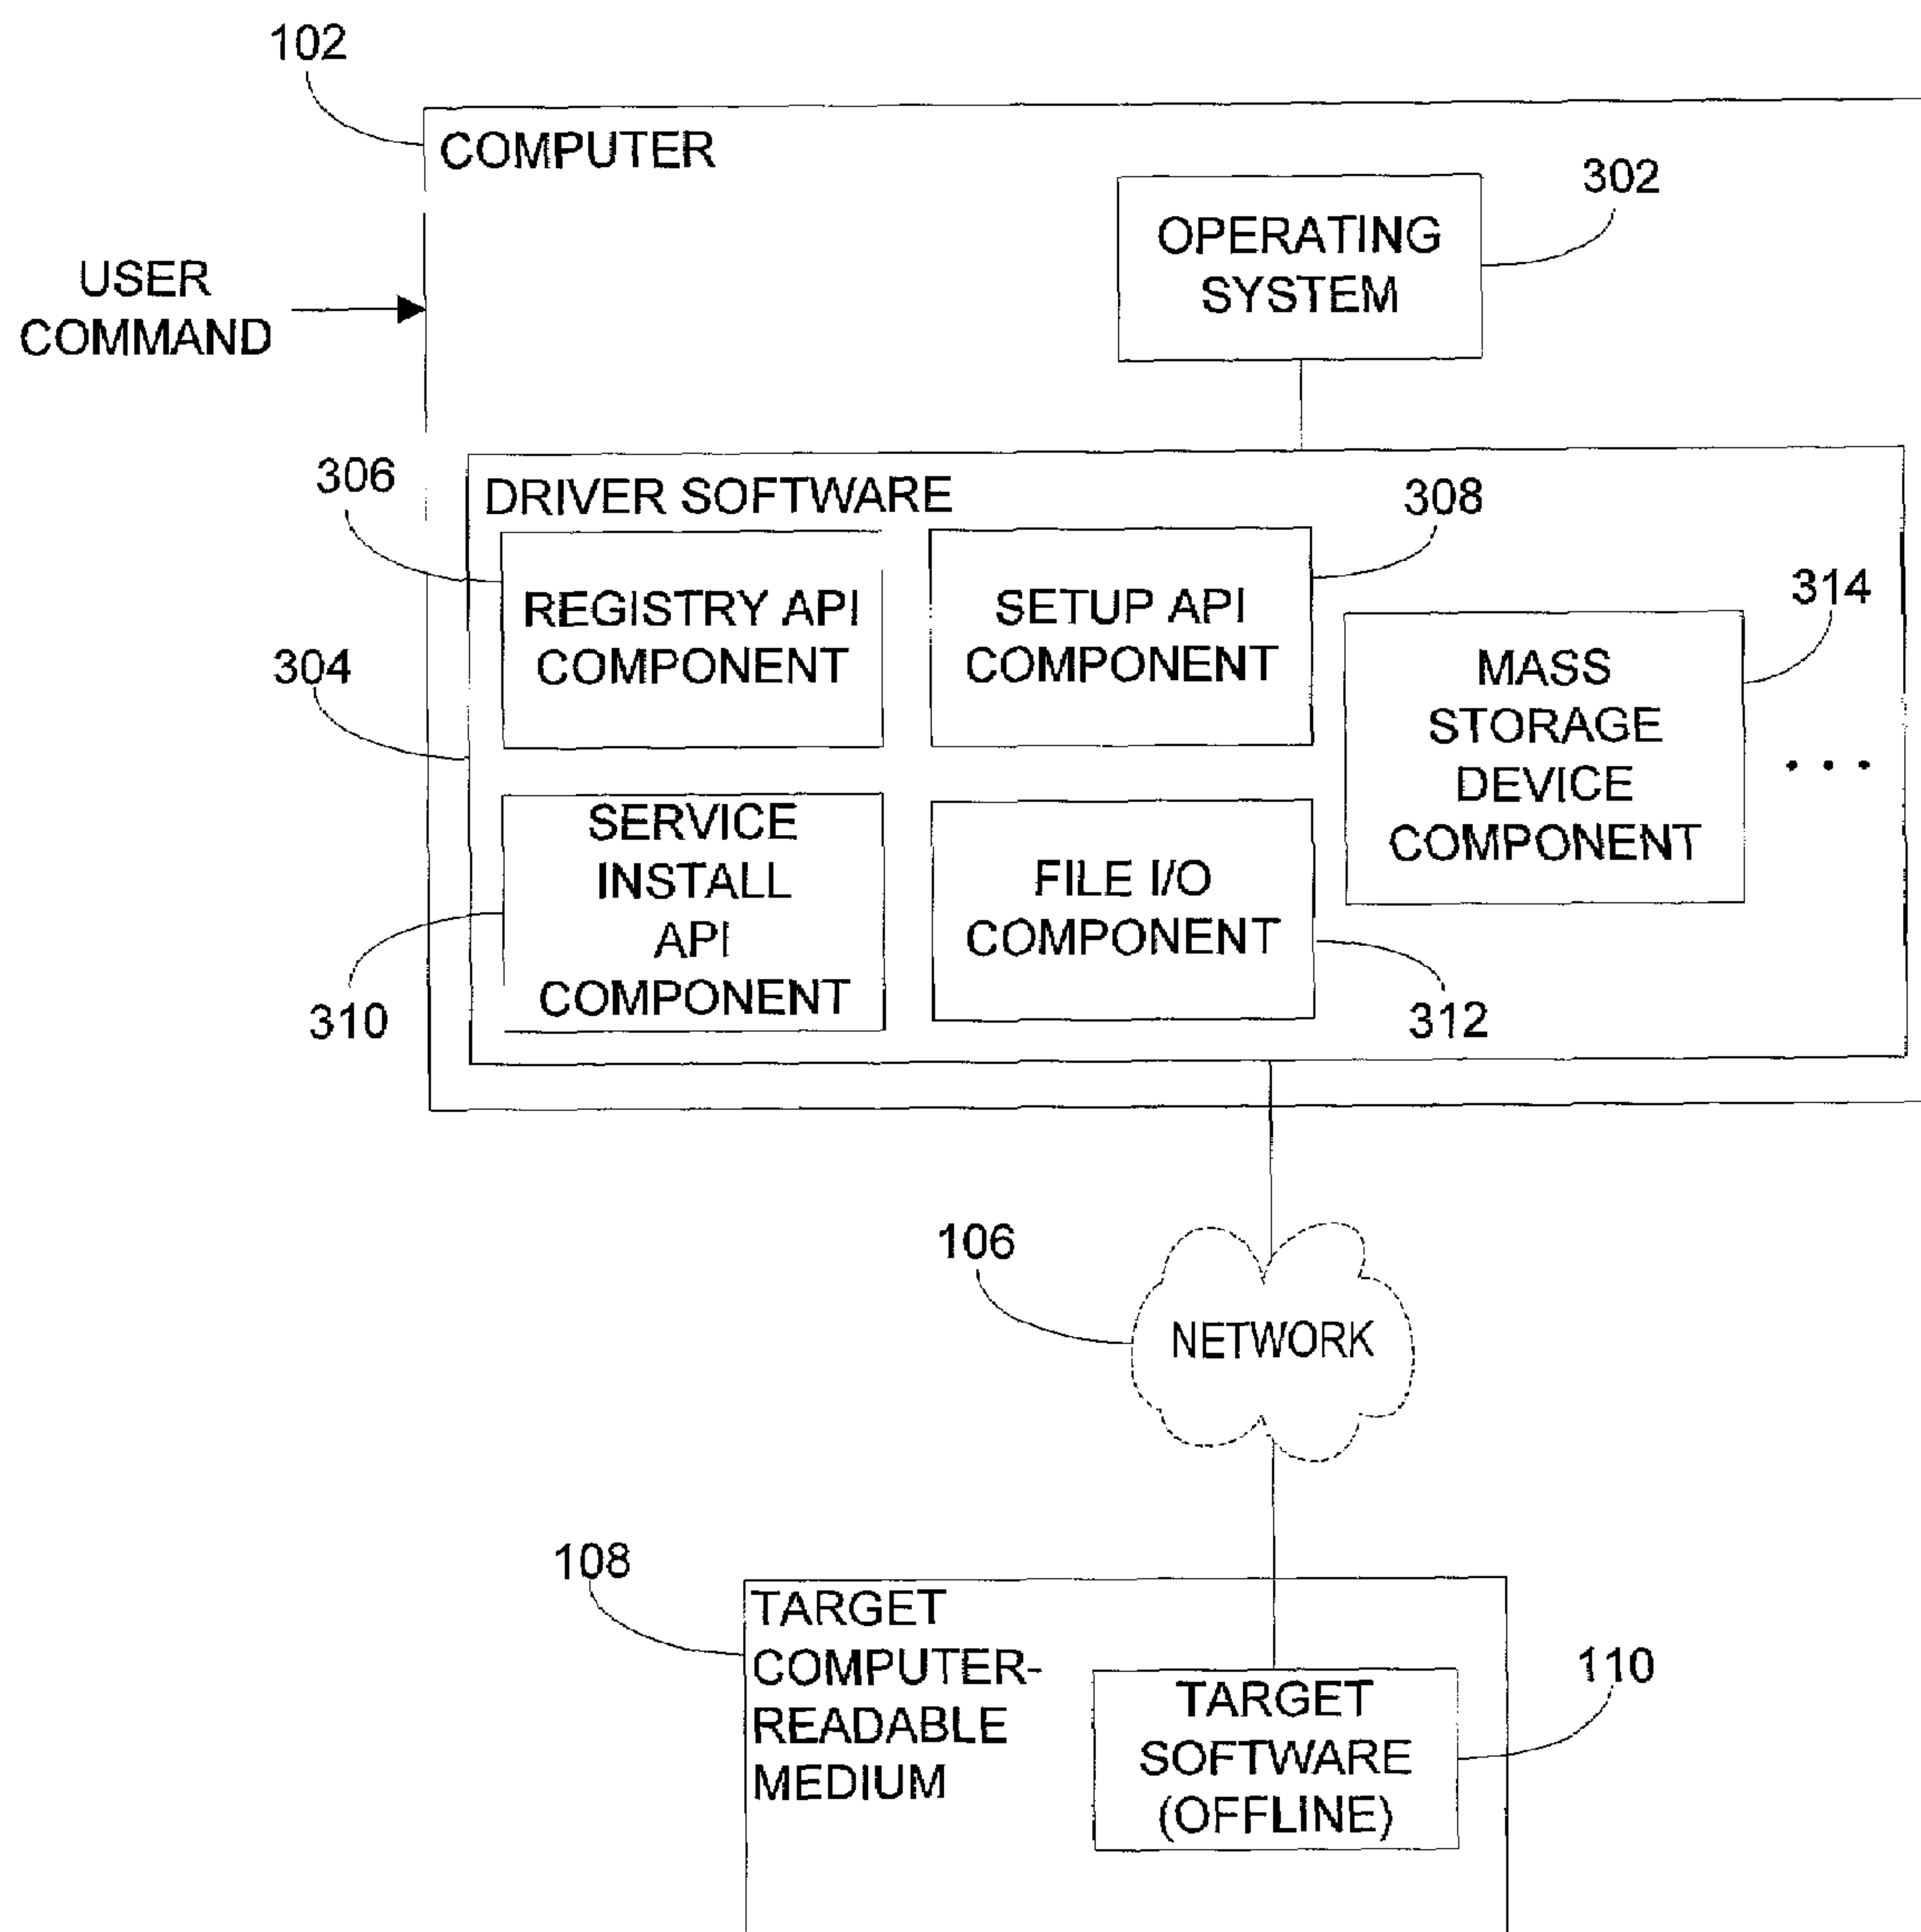 102
COMPUTER
302
OPERATING
SYSTEM
USER
COMMAND
306
DRIVER SOFTWARE
308
REGISTRY API
COMPONENT
SETUP API
COMPONENT
314
304
MASS
STORAGE
DEVICE
COMPONENT
• • •
SERVICE
INSTALL
API
COMPONENT
FILE I/O
COMPONENT
310
312
106
NETWORK
108
TARGET
COMPUTER-
READABLE
MEDIUM
110
TARGET
SOFTWARE
(OFFLINE)